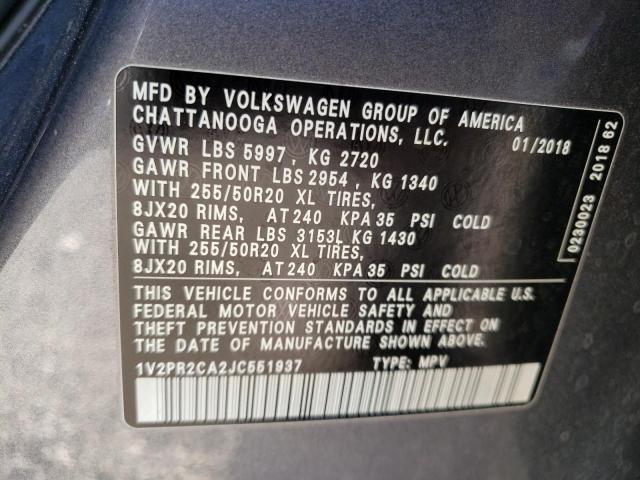 MFD BY VOLKSWAGEN GROUP OF AMERICA
CHATTANOOGA OPERATIONS, LLC. 01/2018
GVWR LBS 5997, KG 2720
GAWR FRONT LBS 2954, KG 1340
WITH 255/50R20 XL TIRES,
8JX20 RIMS, AT 240 KPA 35 PSI COLD
GAWR REAR LBS 3153L KG 1430
WITH 255/50R20 XL TIRES,
8JX20 RIMS, AT 240 KPA 35 PSI COLD
THIS VEHICLE CONFORMS TO ALL APPLICABLE U.S.
FEDERAL MOTOR VEHICLE SAFETY AND
THEFT PREVENTION STANDARDS IN EFFECT ON
THE DATE OF MANUFACTURE SHOWN ABOVE.
1V2PR2CA2JC551937 TYPE: MPV
0230023 2018 62